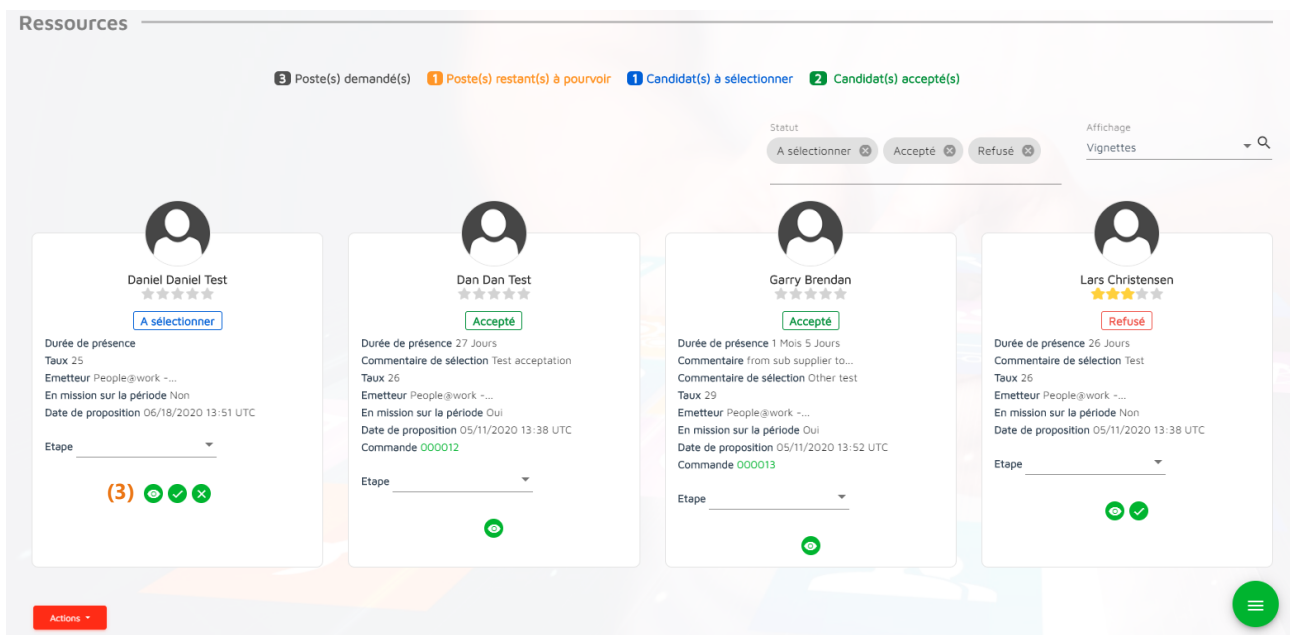 Ressources
3 Poste(s) demandé(s) 1 Poste(s) restant(s) à pourvoir 1 Candidat(s) à sélectionner 2 Candidat(s) accepté(s)
Statut
A sélectionner Accepté Refusé
Affichage
Vignettes
Daniel Daniel Test
A sélectionner
Durée de présence
Taux 25
Emetteur People@work -...
En mission sur la période Non
Date de proposition 06/18/2020 13:51 UTC
Etape
(3)
Dan Dan Test
Accepté
Durée de présence 27 Jours
Commentaire de sélection Test acceptation
Taux 26
Emetteur People@work -...
En mission sur la période Oui
Date de proposition 05/11/2020 13:38 UTC
Commande 000012
Etape
Garry Brendan
Accepté
Durée de présence 1 Mois 5 Jours
Commentaire from sub supplier to...
Commentaire de sélection Other test
Taux 29
Emetteur People@work -...
En mission sur la période Oui
Date de proposition 05/11/2020 13:52 UTC
Commande 000013
Etape
Lars Christensen
Refusé
Durée de présence 26 Jours
Commentaire de sélection Test
Taux 26
Emetteur People@work -...
En mission sur la période Non
Date de proposition 05/11/2020 13:38 UTC
Etape
Actions